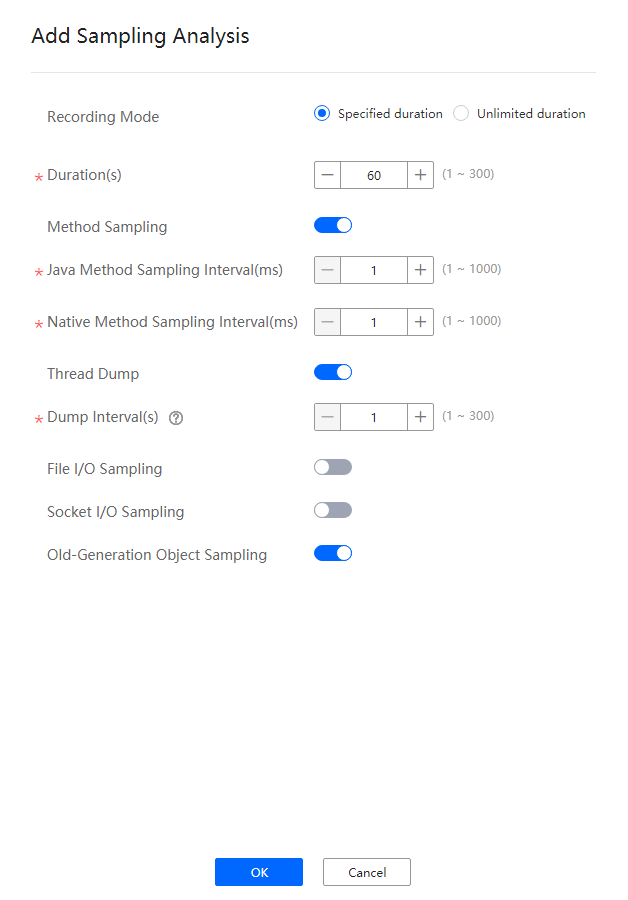 Add Sampling Analysis
Recording Mode Specified duration Unlimited duration
* Duration(s) 60 (1 ~ 300)
Method Sampling
* Java Method Sampling Interval(ms) 1 (1 ~ 1000)
* Native Method Sampling Interval(ms) 1 (1 ~ 1000)
Thread Dump
* Dump Interval(s) ? 1 (1 ~ 300)
File I/O Sampling
Socket I/O Sampling
Old-Generation Object Sampling
OK Cancel